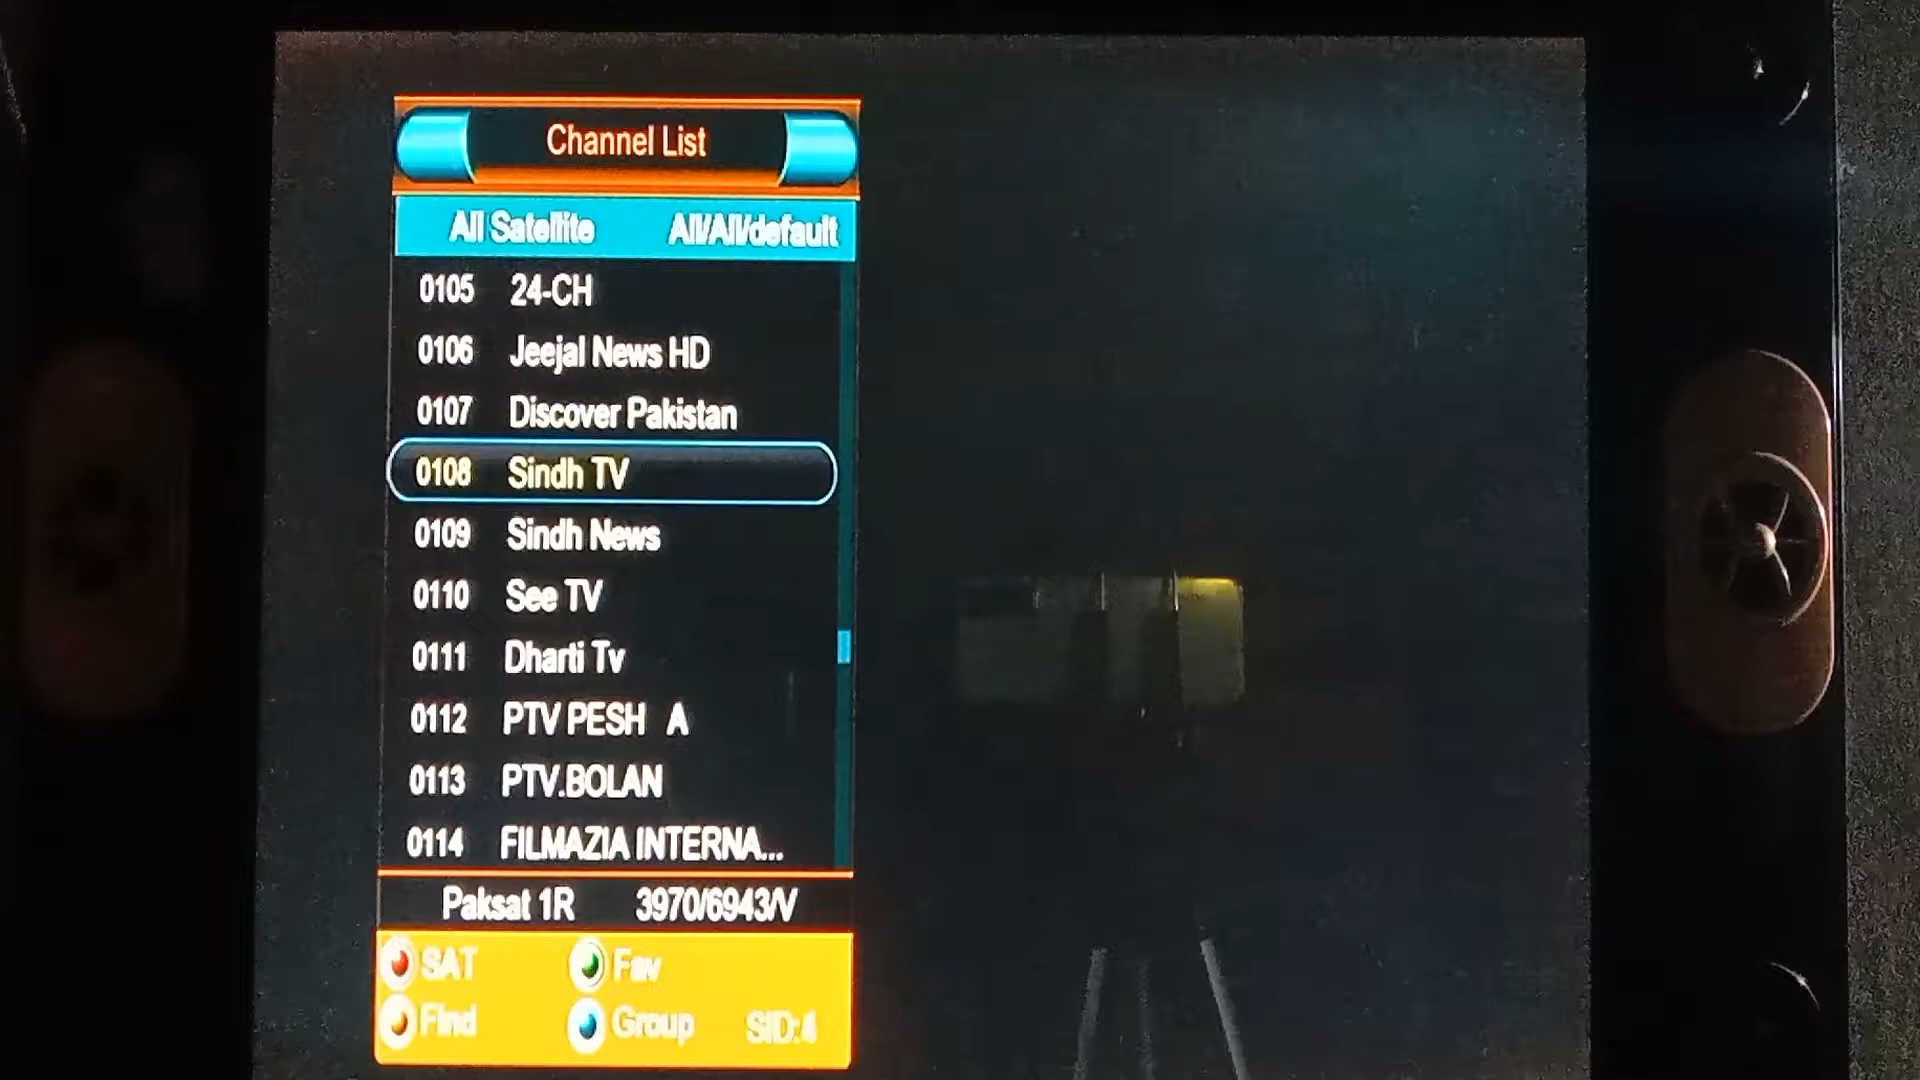 Channel List
All Satellite All/All/default
0105 24-CH
0106 Jeejal News HD
0107 Discover Pakistan
0108 Sindh TV
0109 Sindh News
0110 See TV
0111 Dharti Tv
0112 PTV PESH A
0113 PTV.BOLAN
0114 FILMAZIA INTERNA...
Paksat 1R 3970/6943/V
SAT Fav
Find Group SID:4